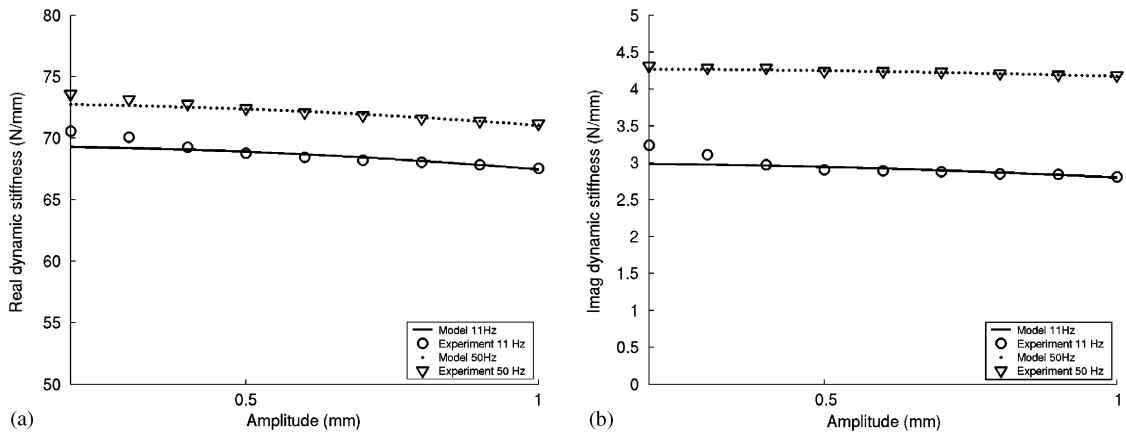 80
75
70
65
60
55
50
Real dynamic stiffness (N/mm)
0.5
1
Amplitude (mm)
(a)
Model 11Hz
Experiment 11 Hz
Model 50Hz
Experiment 50 Hz
5
4.5
4
3.5
3
2.5
2
1.5
1
0.5
0
Imag dynamic stiffness (N/mm)
0.5
1
Amplitude (mm)
(b)
Model 11Hz
Experiment 11 Hz
Model 50Hz
Experiment 50 Hz